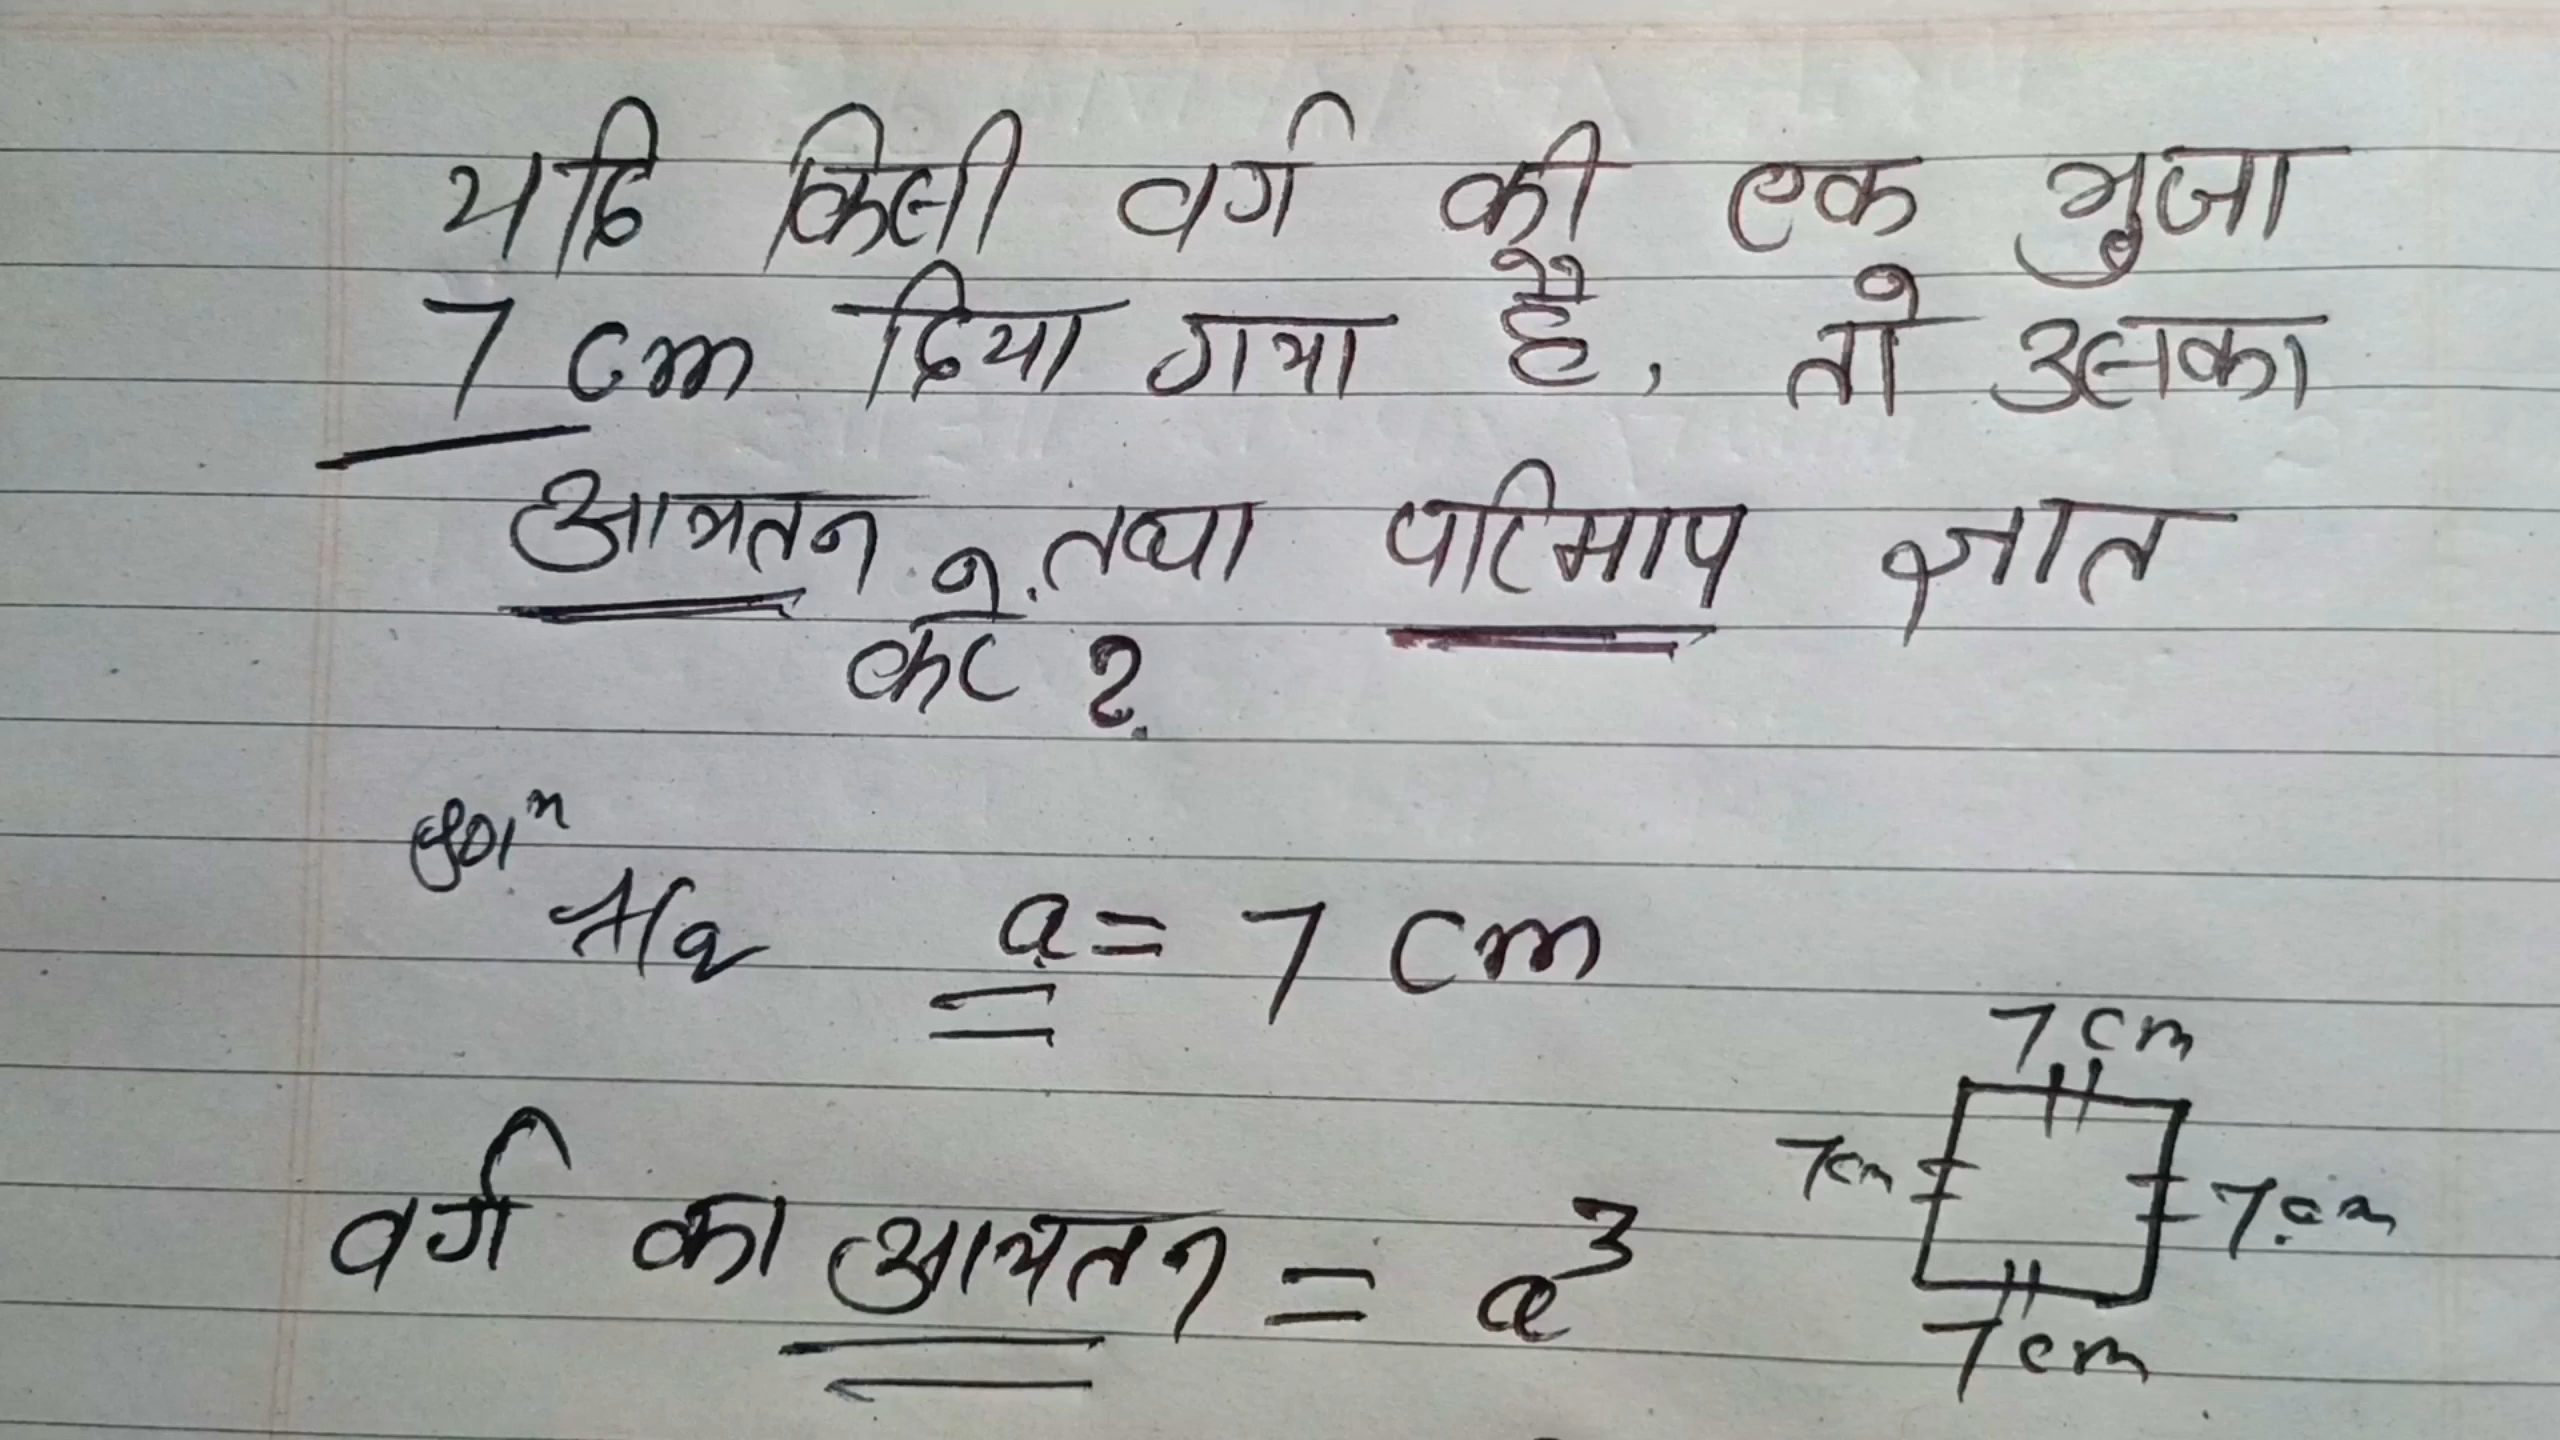 यदि किसी वर्ग की एक भुजा
7 cm दिया गया है, तो उसका
आयतन तथा परिमाप ज्ञात
करे ?
Solⁿ
A/q a = 7 cm
7 cm
7cm
7cm
7cm
वर्ग का आयतन = a³